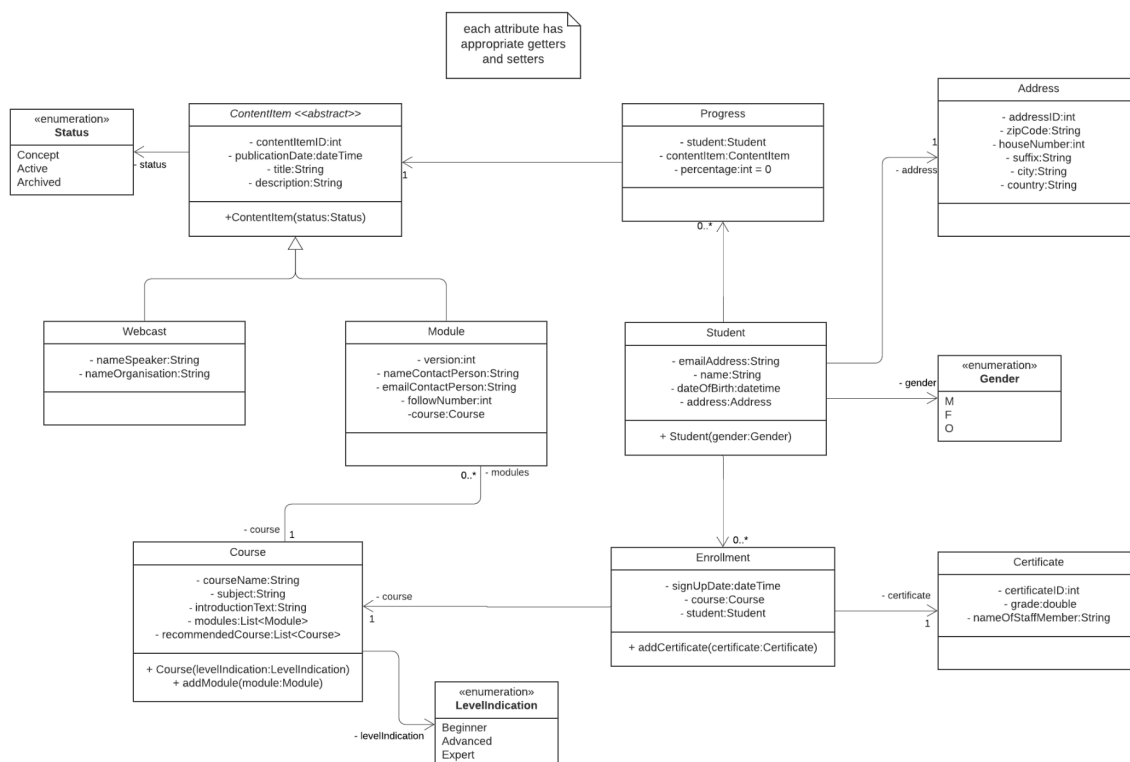 each attribute has
appropriate getters
and setters
«enumeration»
Status
Concept
Active
Archived
- status
ContentItem <<abstract>>
- contentItemID:int
- publicationDate:dateTime
- title:String
- description:String
+ContentItem(status:Status)
1
Progress
- student:Student
- contentItem:ContentItem
- percentage:int = 0
0..*
Address
- addressID:int
- zipCode:String
- houseNumber:int
- suffix:String
- city:String
- country:String
1
- address
Webcast
- nameSpeaker:String
- nameOrganisation:String
Module
- version:int
- nameContactPerson:String
- emailContactPerson:String
- followNumber:int
-course:Course
0..*
- modules
Student
- emailAddress:String
- name:String
- dateOfBirth:datetime
- address:Address
+ Student(gender:Gender)
- gender
«enumeration»
Gender
M
F
O
- course
1
Course
- courseName:String
- subject:String
- introductionText:String
- modules:List<Module>
- recommendedCourse:List<Course>
+ Course(levelIndication:LevelIndication)
+ addModule(module:Module)
- course
1
0..*
Enrollment
- signUpDate:dateTime
- course:Course
- student:Student
+ addCertificate(certificate:Certificate)
- certificate
1
Certificate
- certificateID:int
- grade:double
- nameOfStaffMember:String
- levelIndication
«enumeration»
LevelIndication
Beginner
Advanced
Expert